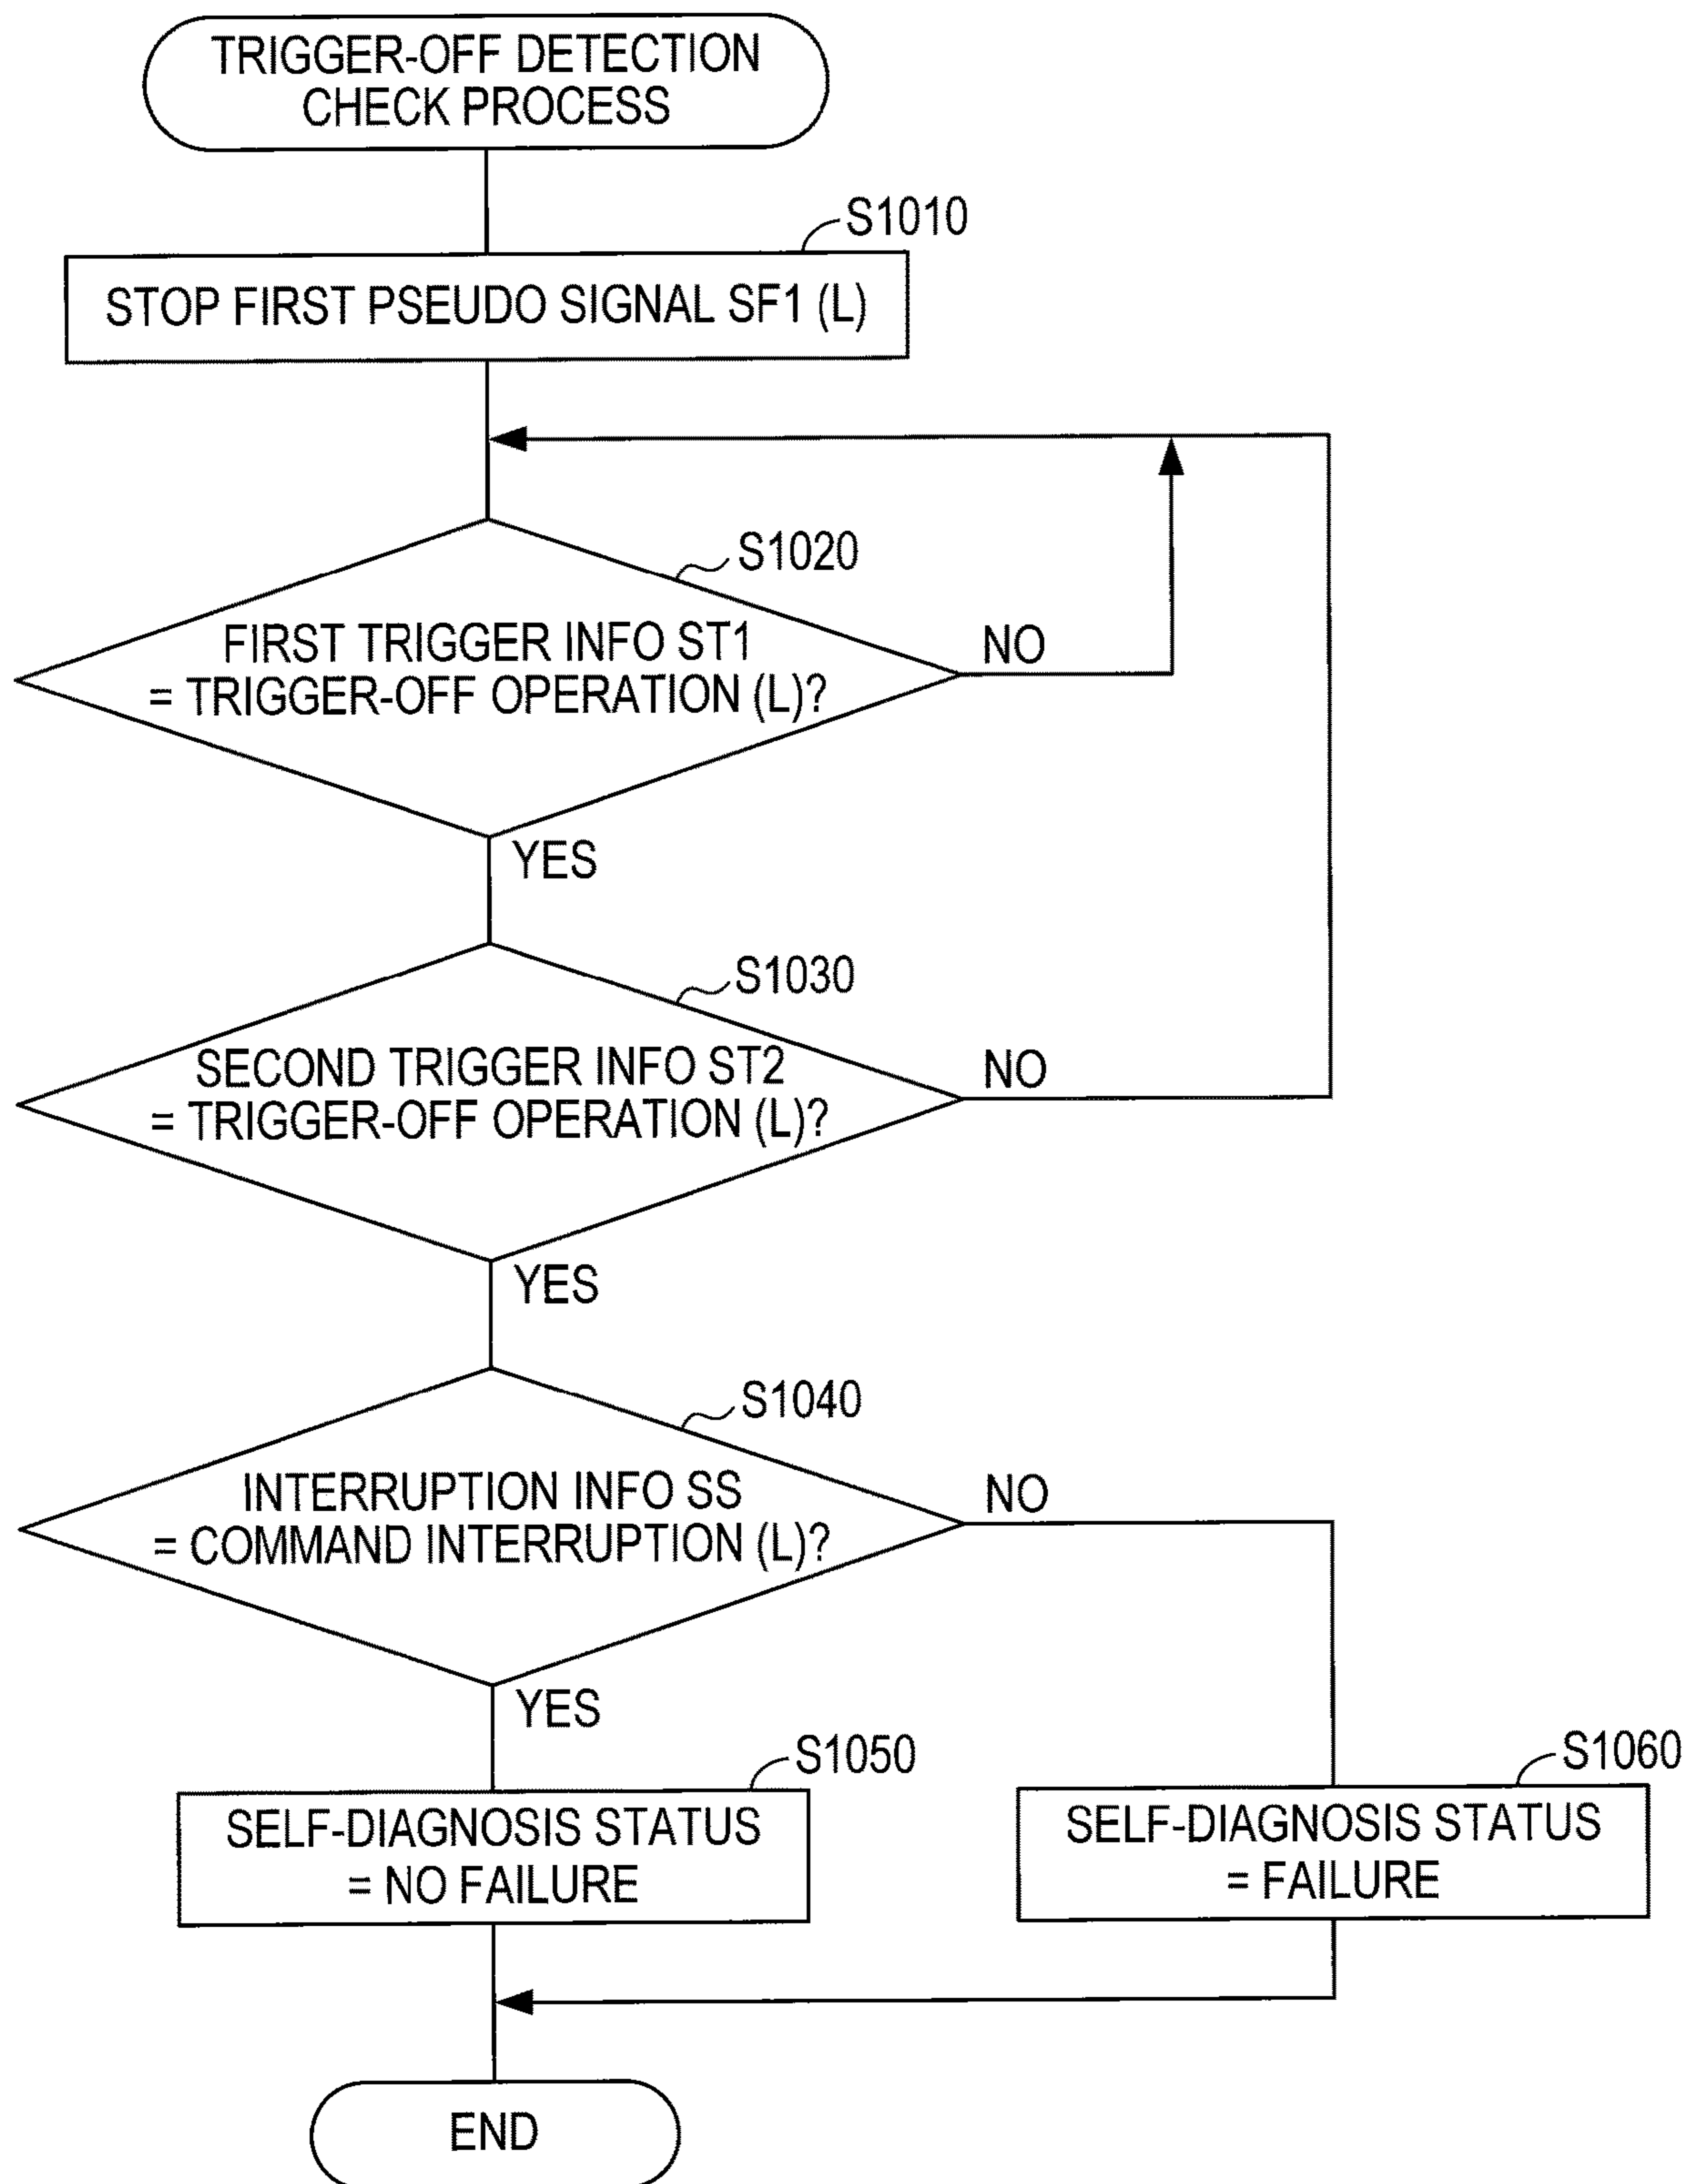 TRIGGER-OFF DETECTION
CHECK PROCESS
S1010
STOP FIRST PSEUDO SIGNAL SF1 (L)
S1020
FIRST TRIGGER INFO ST1
= TRIGGER-OFF OPERATION (L)?
NO
YES
S1030
SECOND TRIGGER INFO ST2
= TRIGGER-OFF OPERATION (L)?
NO
YES
S1040
INTERRUPTION INFO SS
= COMMAND INTERRUPTION (L)?
NO
YES
S1050
SELF-DIAGNOSIS STATUS
= NO FAILURE
S1060
SELF-DIAGNOSIS STATUS
= FAILURE
END